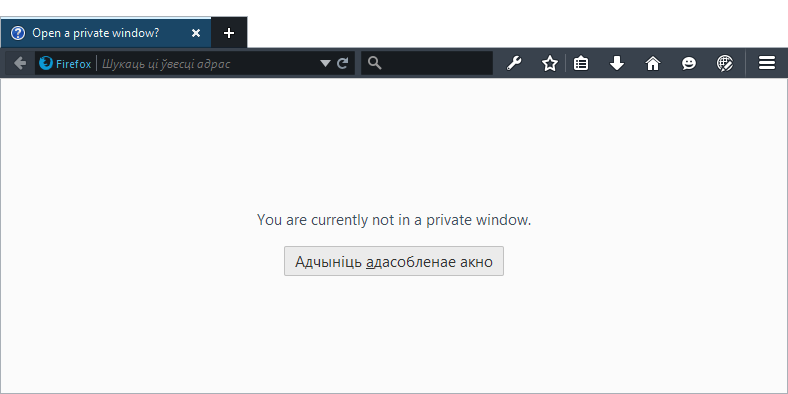 Open a private window?
Firefox
Шукаць ці ўвесці адрас
You are currently not in a private window.
Адчыніць адасобленае акно